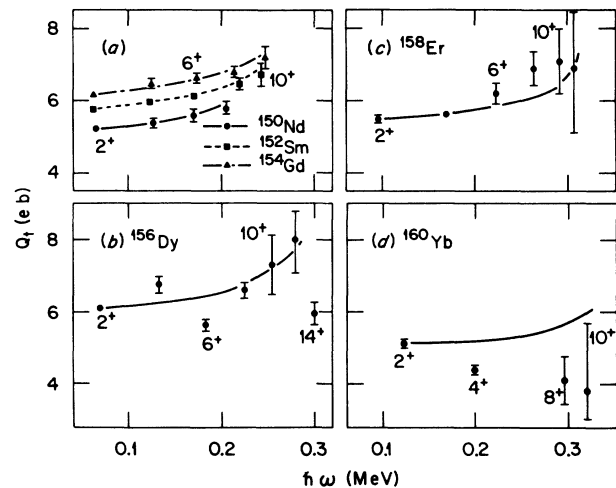 (a)
6+
10+
2+
150Nd
152Sm
154Gd
8
6
4
(c) 158Er
10+
6+
2+
Qt (e b)
(b) 156Dy
10+
2+
6+
14+
8
6
4
(d) 160Yb
2+
4+
8+
10+
0.1 0.2 0.3 0.1 0.2 0.3
ħω (MeV)